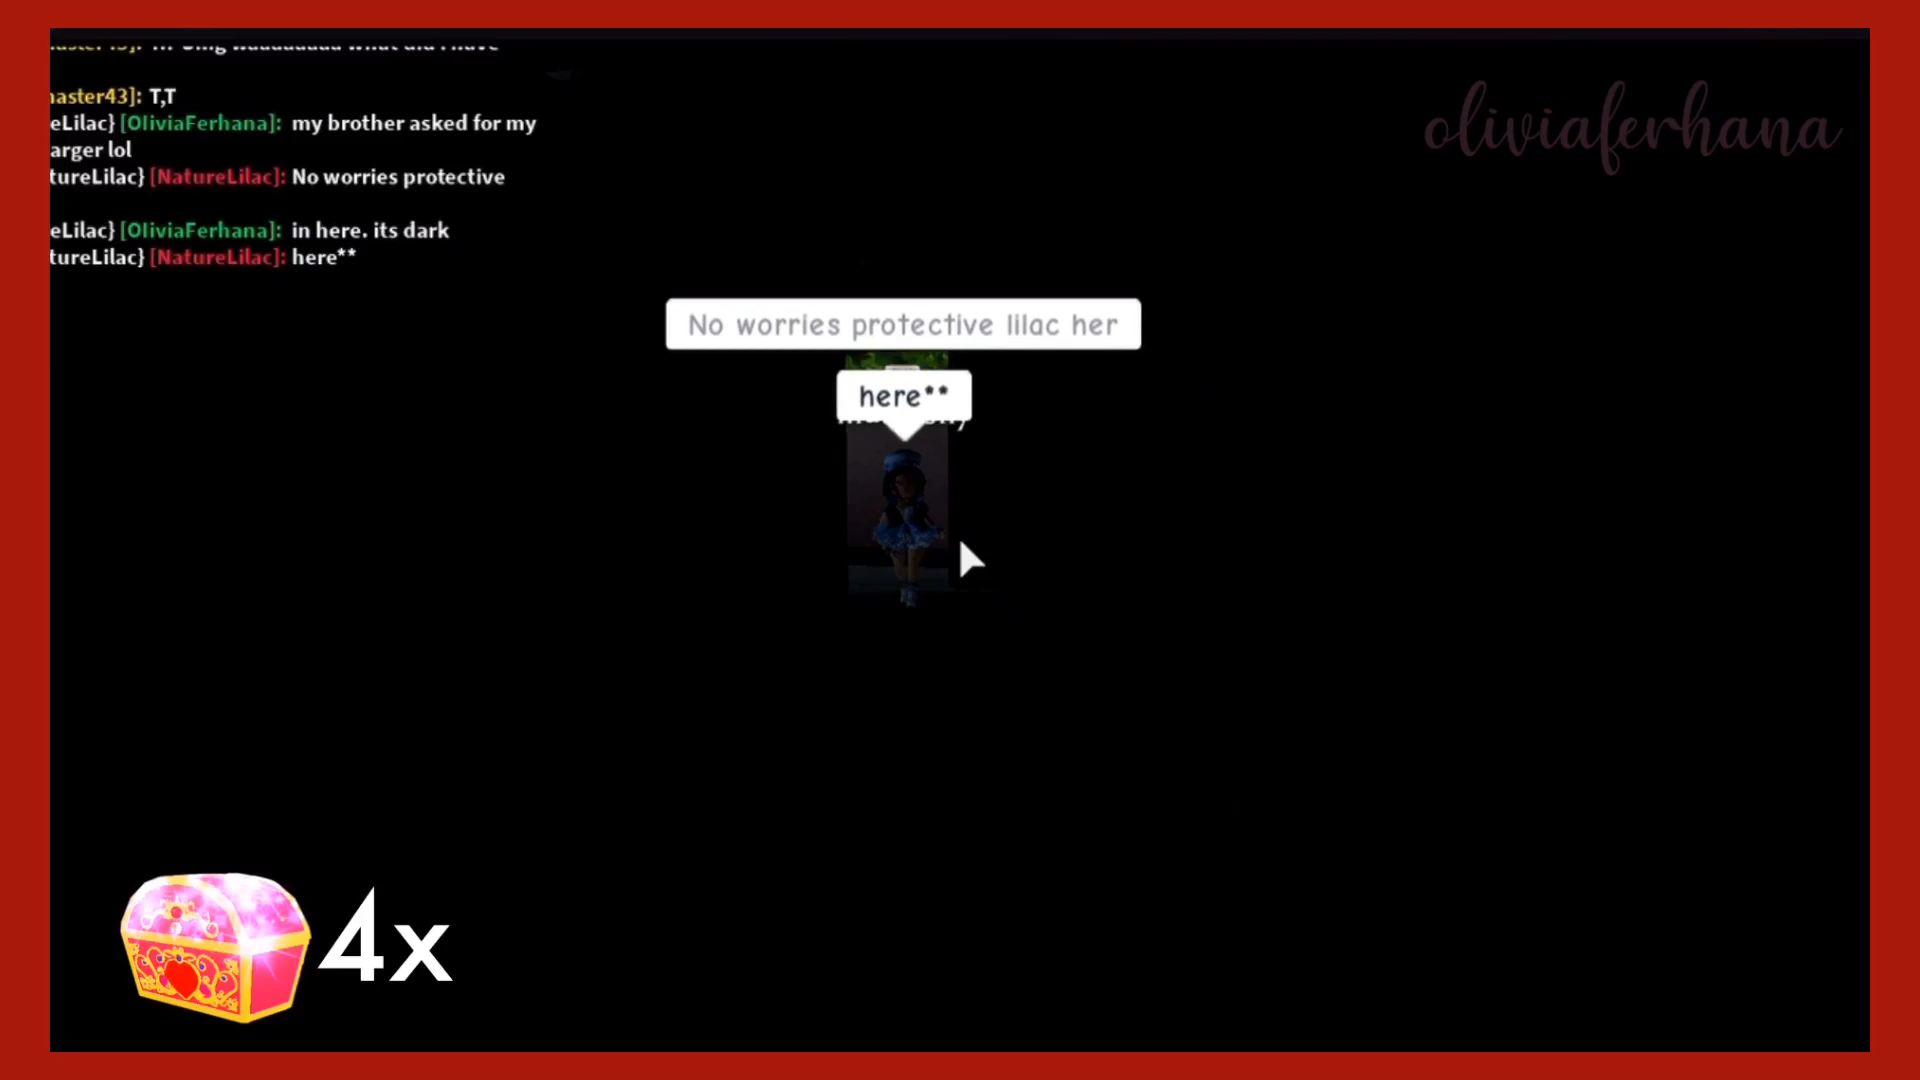 aster43]: T,T
eLilac} [OliviaFerhana]: my brother asked for my
arger lol
tureLilac} [NatureLilac]: No worries protective
eLilac} [OliviaFerhana]: in here. its dark
tureLilac} [NatureLilac]: here**
oliviaferhana
No worries protective lilac her
here**
4x